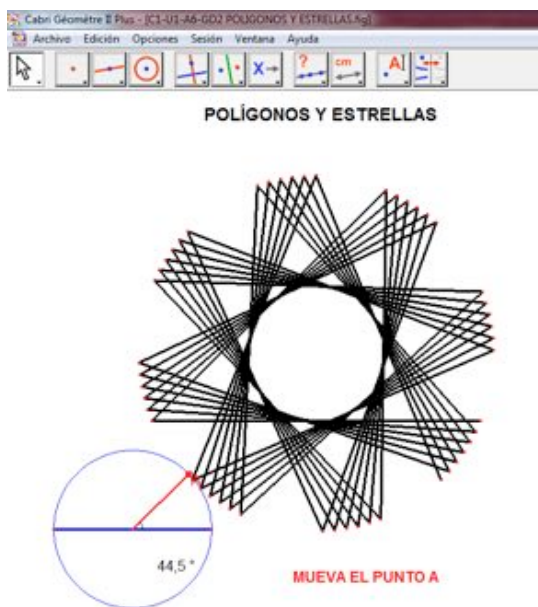 Cabri Géomètre II Plus - [C1-U1-A6-GD2 POLIGONOS Y ESTRELLAS.fig]
Archivo Edición Opciones Sesión Ventana Ayuda
X
?
cm
A
POLÍGONOS Y ESTRELLAS
44,5 °
MUEVA EL PUNTO A